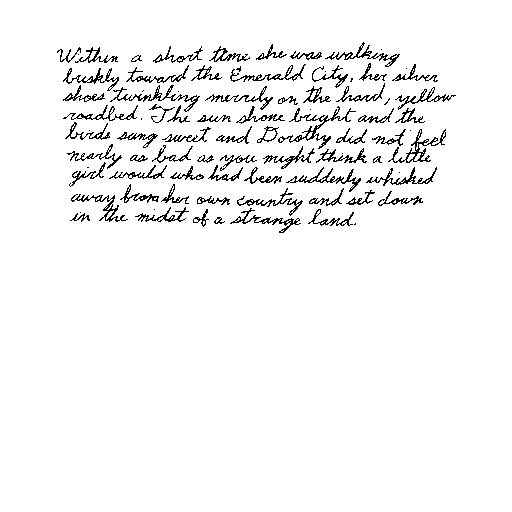 Within a short time she was walking
briskly toward the Emerald City, her silver
shoes twinkling merrily on the hard, yellow
roadbed. The sun shone bright and the
birds sang sweet and Dorothy did not feel
nearly as bad as you might think a little
girl would who had been suddenly whisked
away from her own country and set down
in the midst of a strange land.